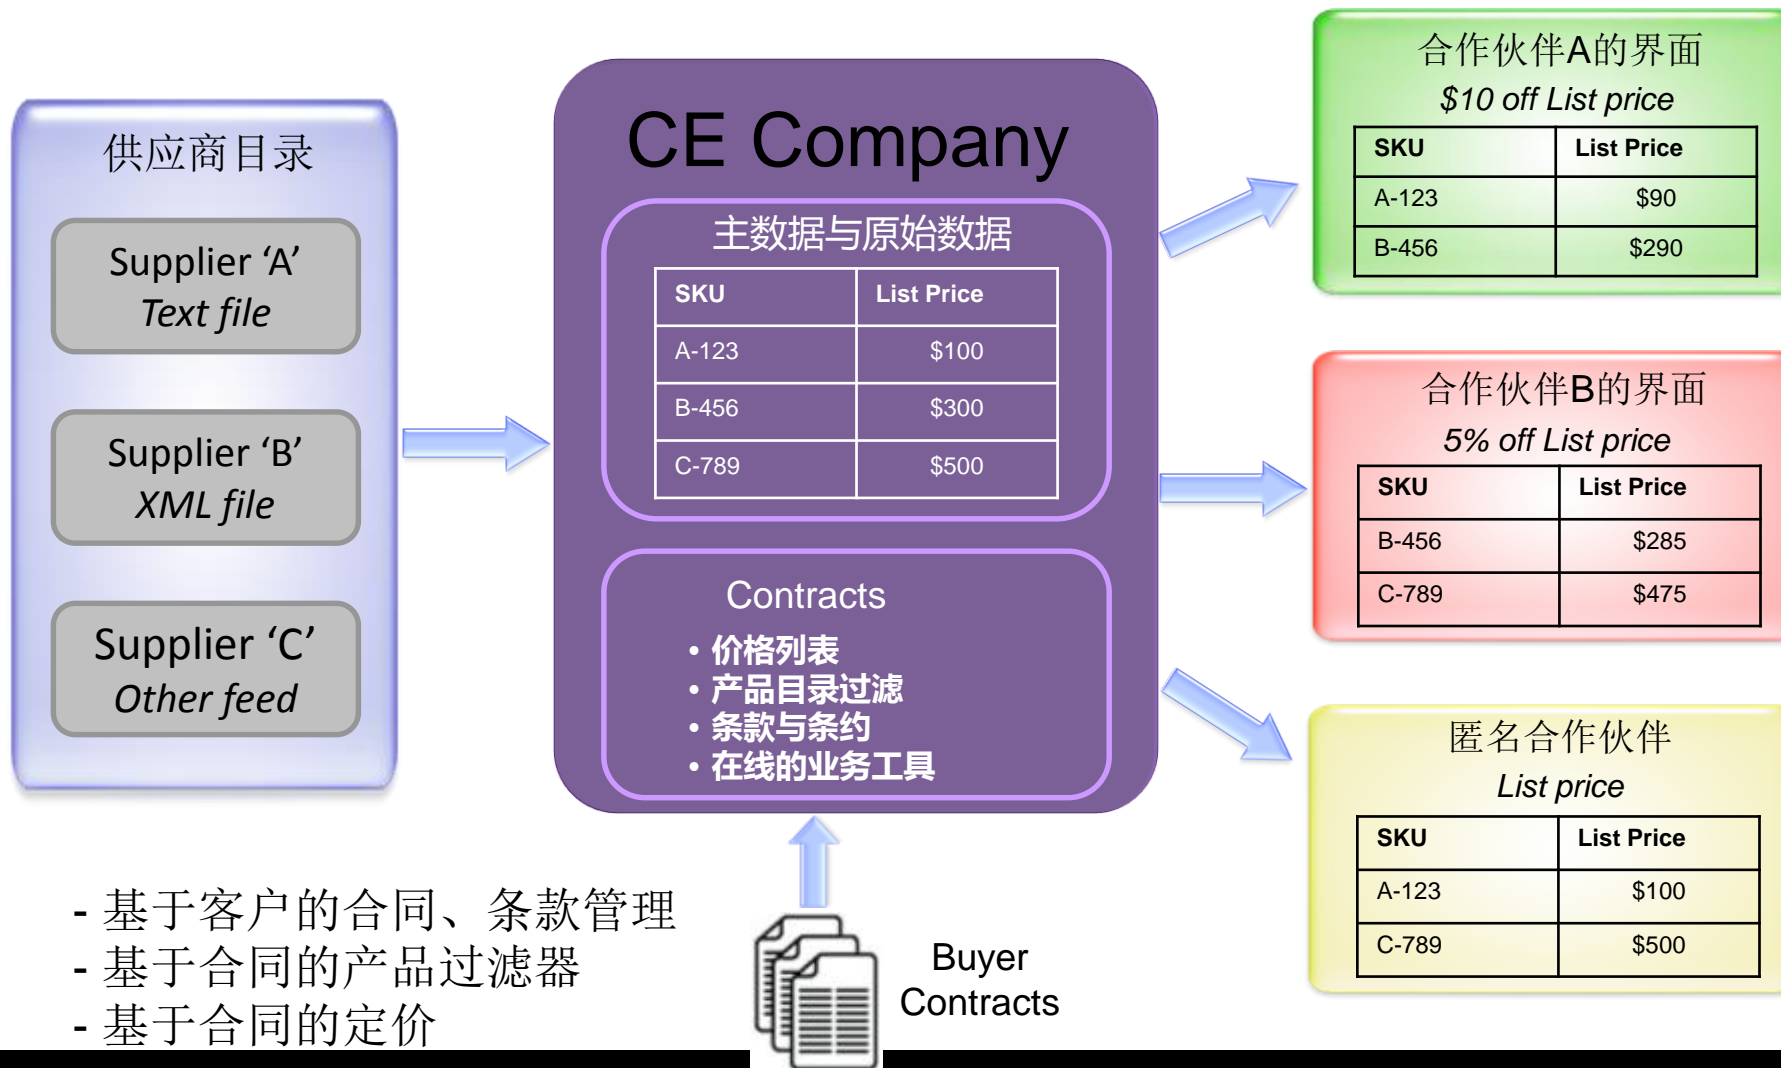 供应商目录
Supplier ‘A’
Text file
Supplier ‘B’
XML file
Supplier ‘C’
Other feed
CE Company
主数据与原始数据
SKU List Price
A-123 $100
B-456 $300
C-789 $500
Contracts
• 价格列表
• 产品目录过滤
• 条款与条约
• 在线的业务工具
合作伙伴A的界面
$10 off List price
SKU List Price
A-123 $90
B-456 $290
合作伙伴B的界面
5% off List price
SKU List Price
B-456 $285
C-789 $475
匿名合作伙伴
List price
SKU List Price
A-123 $100
C-789 $500
- 基于客户的合同、条款管理
- 基于合同的产品过滤器
- 基于合同的定价
Buyer
Contracts